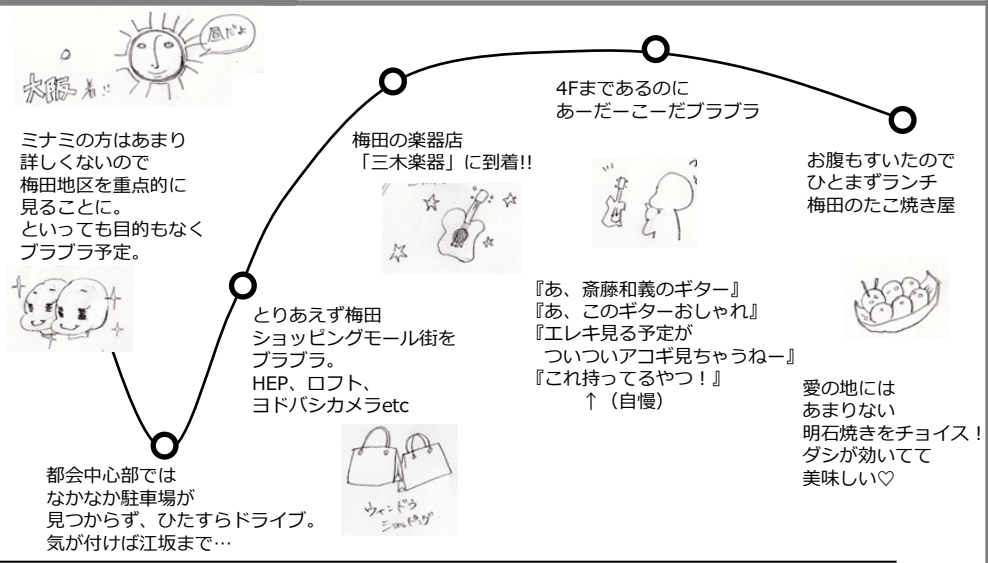 昼だよ
大阪 着!!
ミナミの方はあまり
詳しくないので
梅田地区を重点的に
見ることに。
といっても目的もなく
ブラブラ予定。
都会中心部では
なかなか駐車場が
見つからず、ひたすらドライブ。
気が付けば江坂まで…
とりあえず梅田
ショッピングモール街を
ブラブラ。
HEP、ロフト、
ヨドバシカメラetc
ウィンドウ
ショッピング
梅田の楽器店
「三木楽器」に到着!!
4Fまであるのに
あーだーこーだブラブラ
『あ、斎藤和義のギター』
『あ、このギターおしゃれ』
『エレキ見る予定が
ついついアコギ見ちゃうねー』
『これ持ってるやつ！』
↑（自慢）
お腹もすいたので
ひとまずランチ
梅田のたこ焼き屋
愛の地には
あまりない
明石焼きをチョイス！
ダシが効いてて
美味しい♡